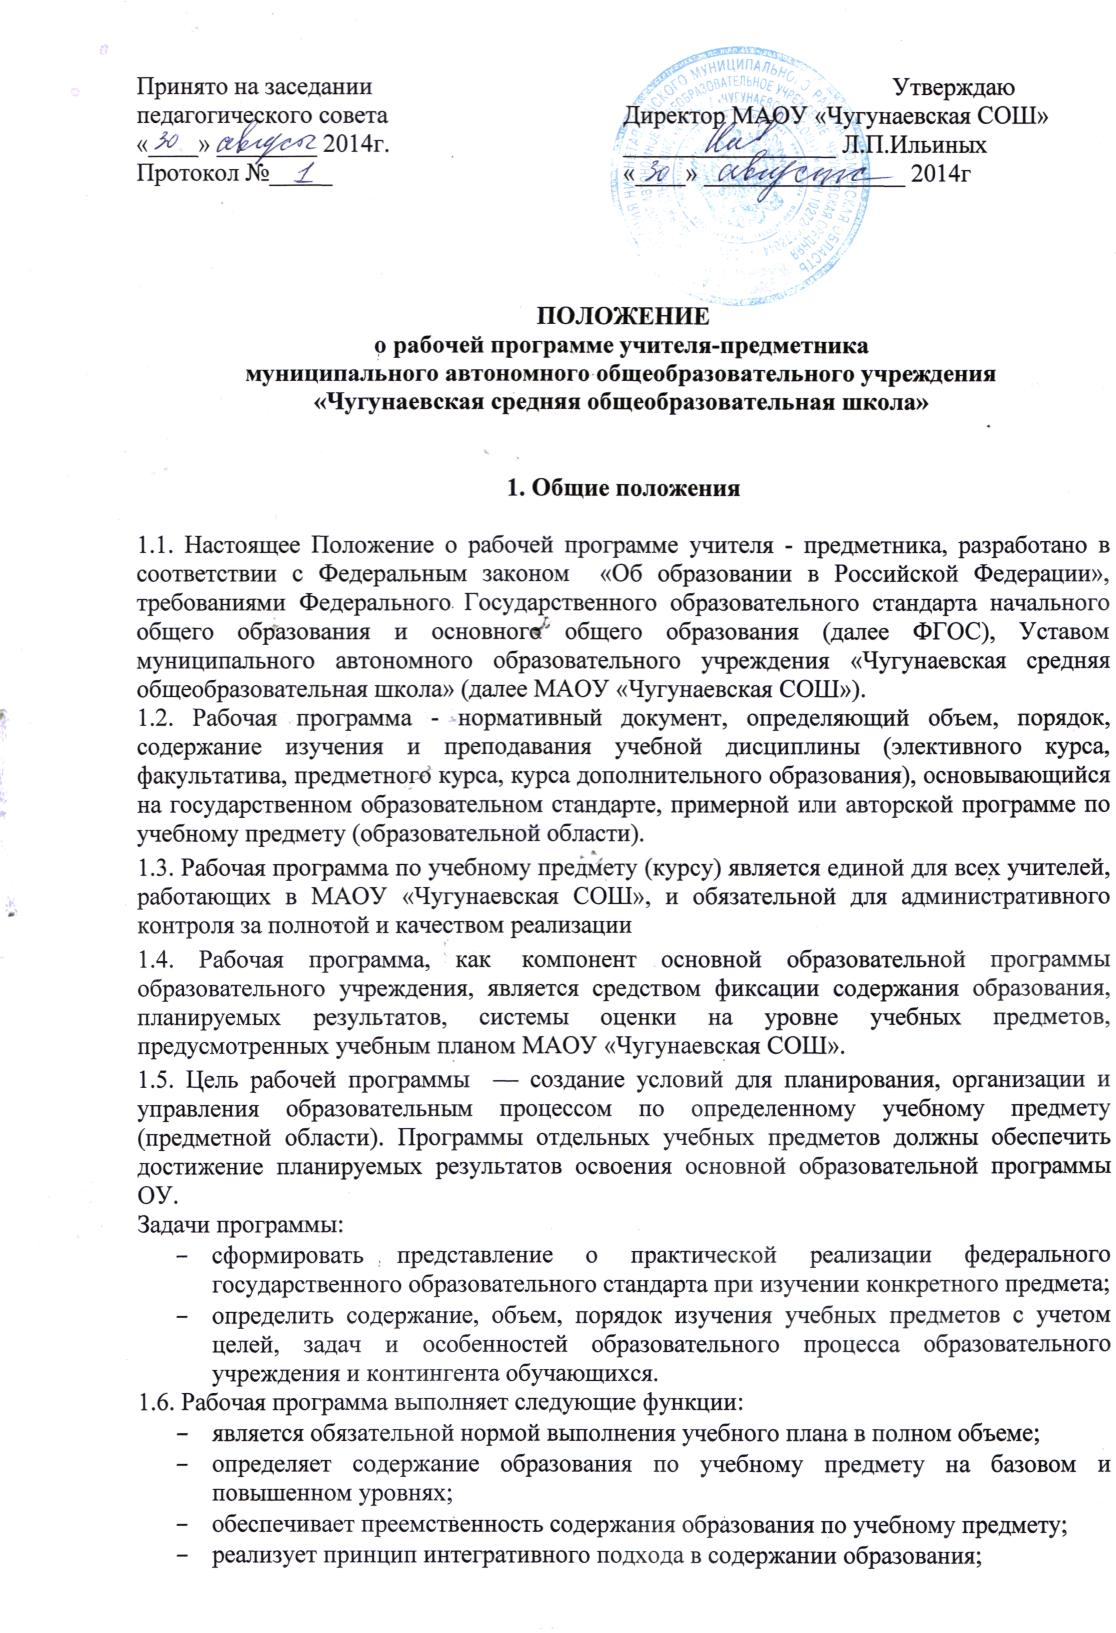 Принято на заседании
педагогического совета
«30» август 2014г.
Протокол № 1
Утверждаю
Директор МАОУ «Чугунаевская СОШ»
Л.П.Ильиных
«30» августа 2014г
ПОЛОЖЕНИЕ
о рабочей программе учителя-предметника
муниципального автономного общеобразовательного учреждения
«Чугунаевская средняя общеобразовательная школа»
1. Общие положения
1.1. Настоящее Положение о рабочей программе учителя - предметника, разработано в
соответствии с Федеральным законом «Об образовании в Российской Федерации»,
требованиями Федерального Государственного образовательного стандарта начального
общего образования и основного общего образования (далее ФГОС), Уставом
муниципального автономного образовательного учреждения «Чугунаевская средняя
общеобразовательная школа» (далее МАОУ «Чугунаевская СОШ»).
1.2. Рабочая программа - нормативный документ, определяющий объем, порядок,
содержание изучения и преподавания учебной дисциплины (элективного курса,
факультатива, предметного курса, курса дополнительного образования), основывающийся
на государственном образовательном стандарте, примерной или авторской программе по
учебному предмету (образовательной области).
1.3. Рабочая программа по учебному предмету (курсу) является единой для всех учителей,
работающих в МАОУ «Чугунаевская СОШ», и обязательной для административного
контроля за полнотой и качеством реализации
1.4. Рабочая программа, как компонент основной образовательной программы
образовательного учреждения, является средством фиксации содержания образования,
планируемых результатов, системы оценки на уровне учебных предметов,
предусмотренных учебным планом МАОУ «Чугунаевская СОШ».
1.5. Цель рабочей программы — создание условий для планирования, организации и
управления образовательным процессом по определенному учебному предмету
(предметной области). Программы отдельных учебных предметов должны обеспечить
достижение планируемых результатов освоения основной образовательной программы
ОУ.
Задачи программы:
- сформировать представление о практической реализации федерального
государственного образовательного стандарта при изучении конкретного предмета;
- определить содержание, объем, порядок изучения учебных предметов с учетом
целей, задач и особенностей образовательного процесса образовательного
учреждения и контингента обучающихся.
1.6. Рабочая программа выполняет следующие функции:
- является обязательной нормой выполнения учебного плана в полном объеме;
- определяет содержание образования по учебному предмету на базовом и
повышенном уровнях;
- обеспечивает преемственность содержания образования по учебному предмету;
- реализует принцип интегративного подхода в содержании образования;